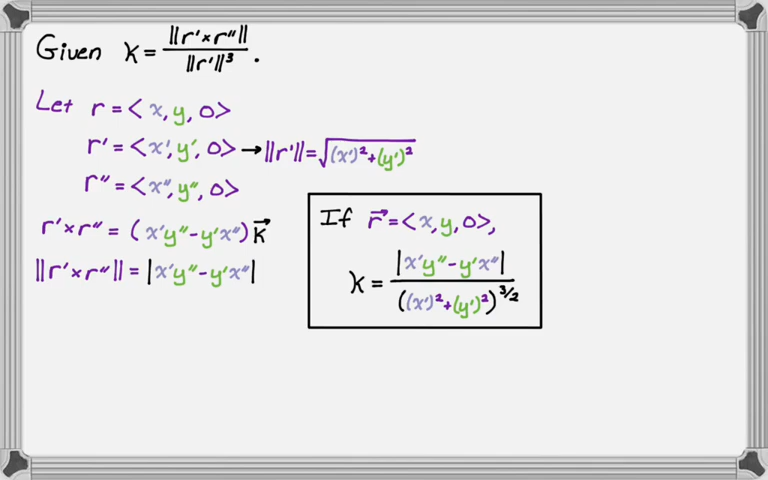 Given K = ||r' × r''|| / ||r'||³ .
Let r = < x, y, 0>
r' = < x', y', 0> → ||r'|| = √((x')² + (y')²)
r'' = < x'', y'', 0>
r' × r'' = (x'y'' - y'x'') k⃗
||r' × r''|| = |x'y'' - y'x''|
If r⃗ = < x, y, 0>,
K = |x'y'' - y'x''| / ((x')² + (y')²)^3/2